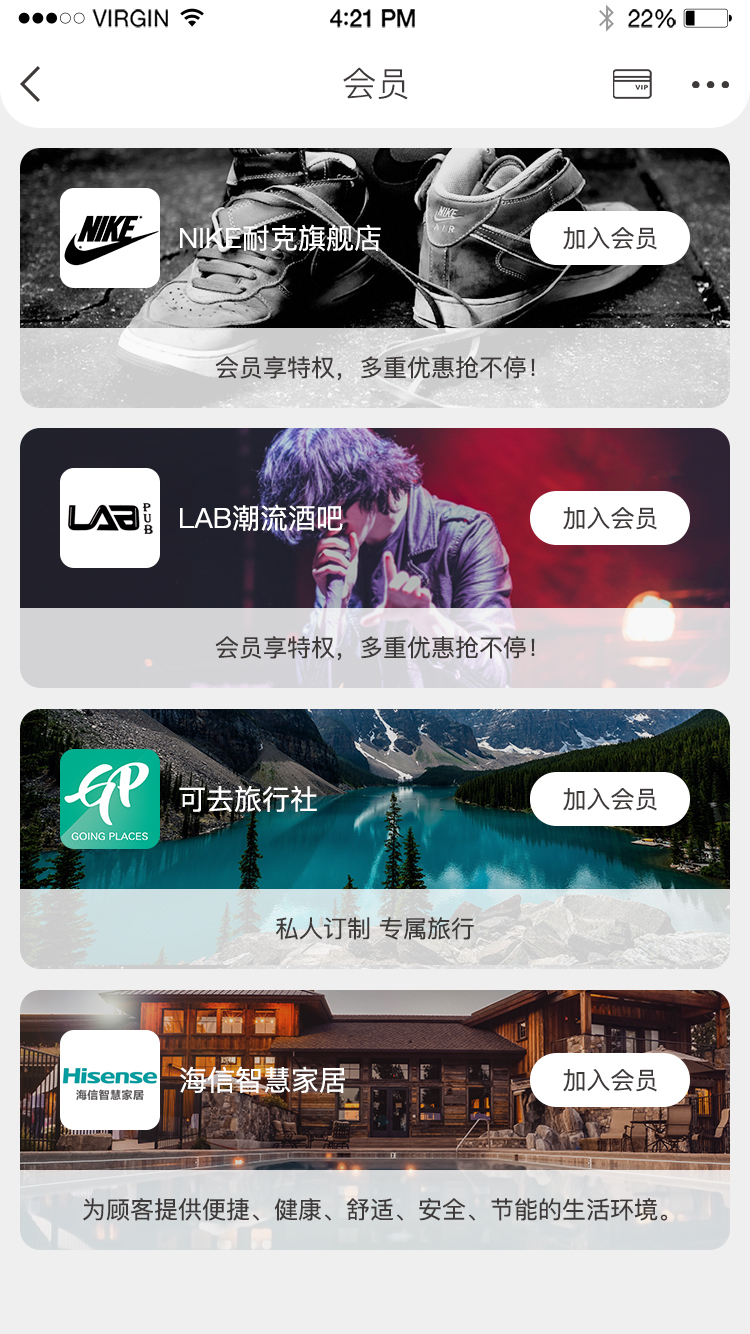 VIRGIN
4:21 PM
22%
会员
VIP
NIKE
NIKE耐克旗舰店
NIKE
AIR
加入会员
会员享特权，多重优惠抢不停！
LAB PUB
LAB潮流酒吧
加入会员
会员享特权，多重优惠抢不停！
GP
GOING PLACES
可去旅行社
加入会员
私人订制 专属旅行
Hisense
海信智慧家居
海信智慧家居
加入会员
为顾客提供便捷、健康、舒适、安全、节能的生活环境。